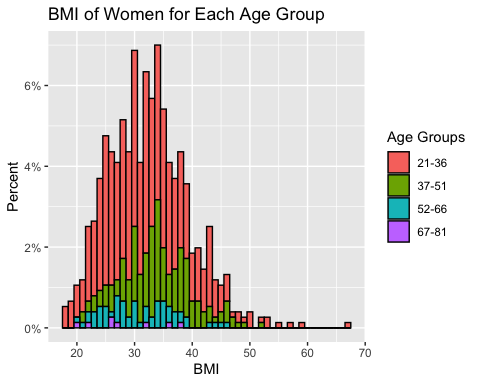 BMI of Women for Each Age Group
6%
4%
2%
0%
Percent
20 30 40 50 60 70
BMI
Age Groups
21-36
37-51
52-66
67-81